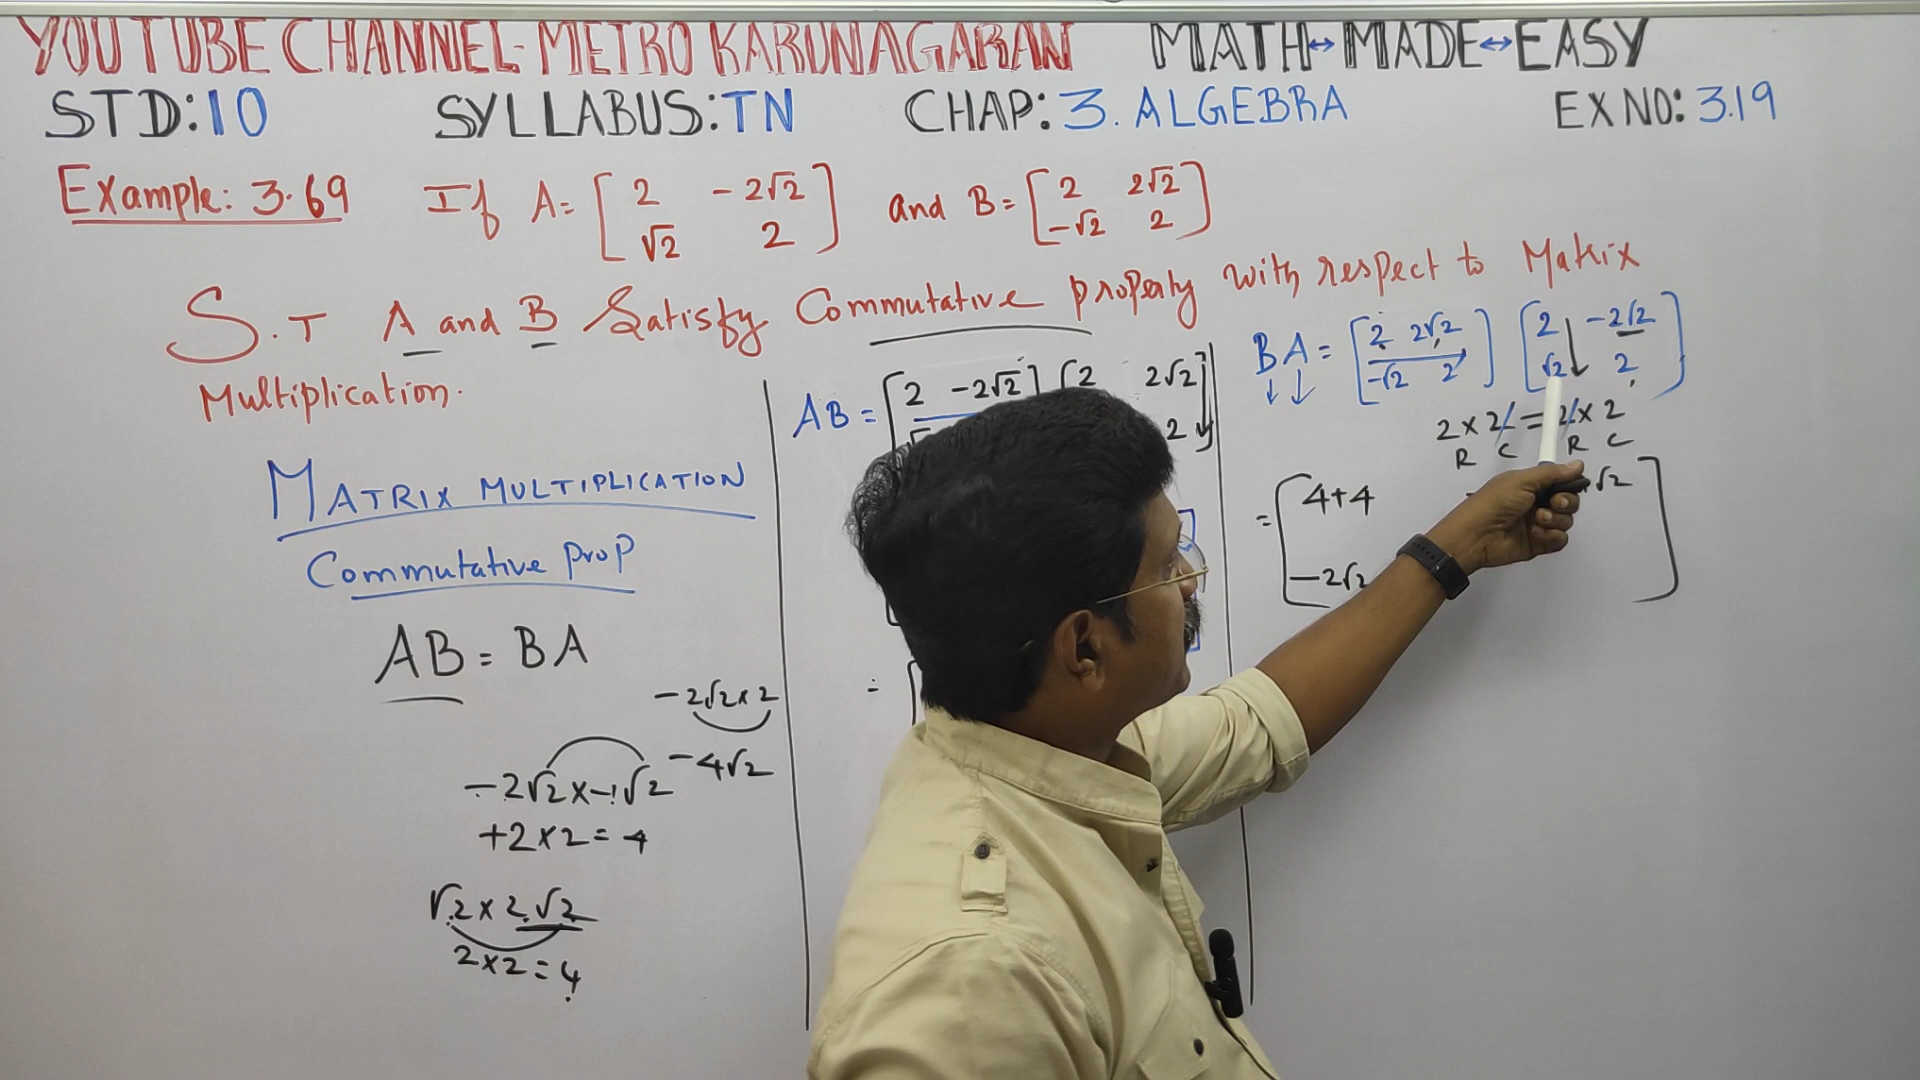 YOU TUBE CHANNEL-METRO KARUNAGARAN MATH↔MADE↔EASY
STD:10 SYLLABUS:TN CHAP: 3. ALGEBRA EX NO: 3.19
Example: 3.69 If A= [2 -2√2 and B= [2 2√2
√2 2] -√2 2]
S.T A and B Satisfy Commutative property with respect to Matrix
Multiplication.
MATRIX MULTIPLICATION
Commutative Prop
AB = BA
-2√2×2
-4√2
-2√2×-1√2
+2×2=4
√2×2√2
2×2=4
AB = [2 -2√2] [2 2√2
2]
=
BA = [2 2√2 [2 -2√2
-√2 2] √2 2]
2×2=2×2
R C R C
= [4+4 √2
-2√2 ]